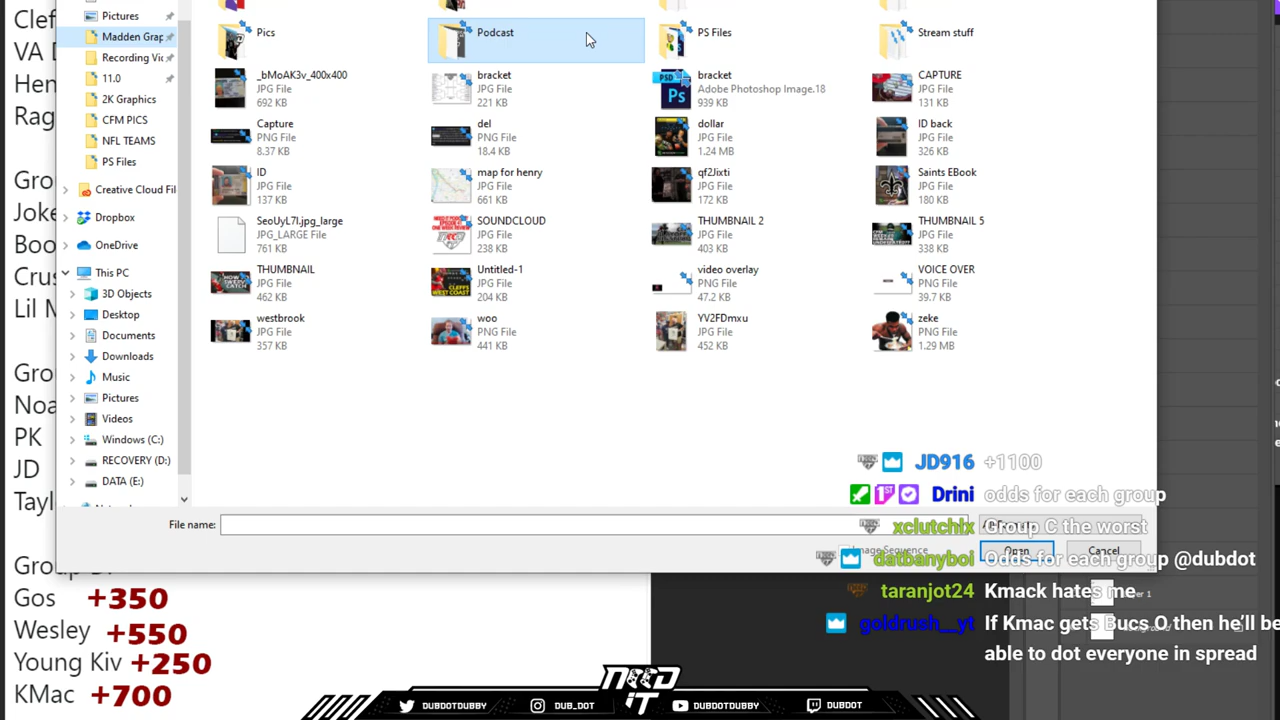 Clef
VA D
Hen
Rag
Gro
Joke
Boo
Crus
Lil N
Gro
Noa
PK
JD
Tayl
Group D:
Gos +350
Wesley +550
Young Kiv +250
KMac +700
Pictures
Madden Grap
Recording Vic
11.0
2K Graphics
CFM PICS
NFL TEAMS
PS Files
Creative Cloud Fil
Dropbox
OneDrive
This PC
3D Objects
Desktop
Documents
Downloads
Music
Pictures
Videos
Windows (C:)
RECOVERY (D:)
DATA (E:)
Pics
Podcast
PS Files
Stream stuff
_bMoAK3v_400x400
JPG File
692 KB
bracket
JPG File
221 KB
bracket
Adobe Photoshop Image.18
939 KB
CAPTURE
JPG File
131 KB
Capture
PNG File
8.37 KB
del
PNG File
18.4 KB
dollar
JPG File
1.24 MB
ID back
JPG File
326 KB
ID
JPG File
137 KB
map for henry
JPG File
661 KB
qf2Jixti
JPG File
172 KB
Saints EBook
JPG File
180 KB
SeoUyL7I.jpg_large
JPG_LARGE File
761 KB
SOUNDCLOUD
JPG File
238 KB
THUMBNAIL 2
JPG File
403 KB
THUMBNAIL 5
JPG File
338 KB
THUMBNAIL
JPG File
462 KB
Untitled-1
JPG File
204 KB
video overlay
PNG File
47.2 KB
VOICE OVER
PNG File
39.7 KB
westbrook
JPG File
357 KB
woo
PNG File
441 KB
YV2FDmxu
JPG File
452 KB
zeke
PNG File
1.29 MB
File name:
Image Sequence
Open
Cancel
JD916 +1100
Drini odds for each group
xclutchlx Group C the worst
datbanyboi Odds for each group @dubdot
taranjot24 Kmack hates me
goldrush__yt If Kmac gets Bucs O then he'll be
able to dot everyone in spread
NEED
IT
DUBDOTDUBBY
DUB_DOT
DUBDOTDUBBY
DUBDOT